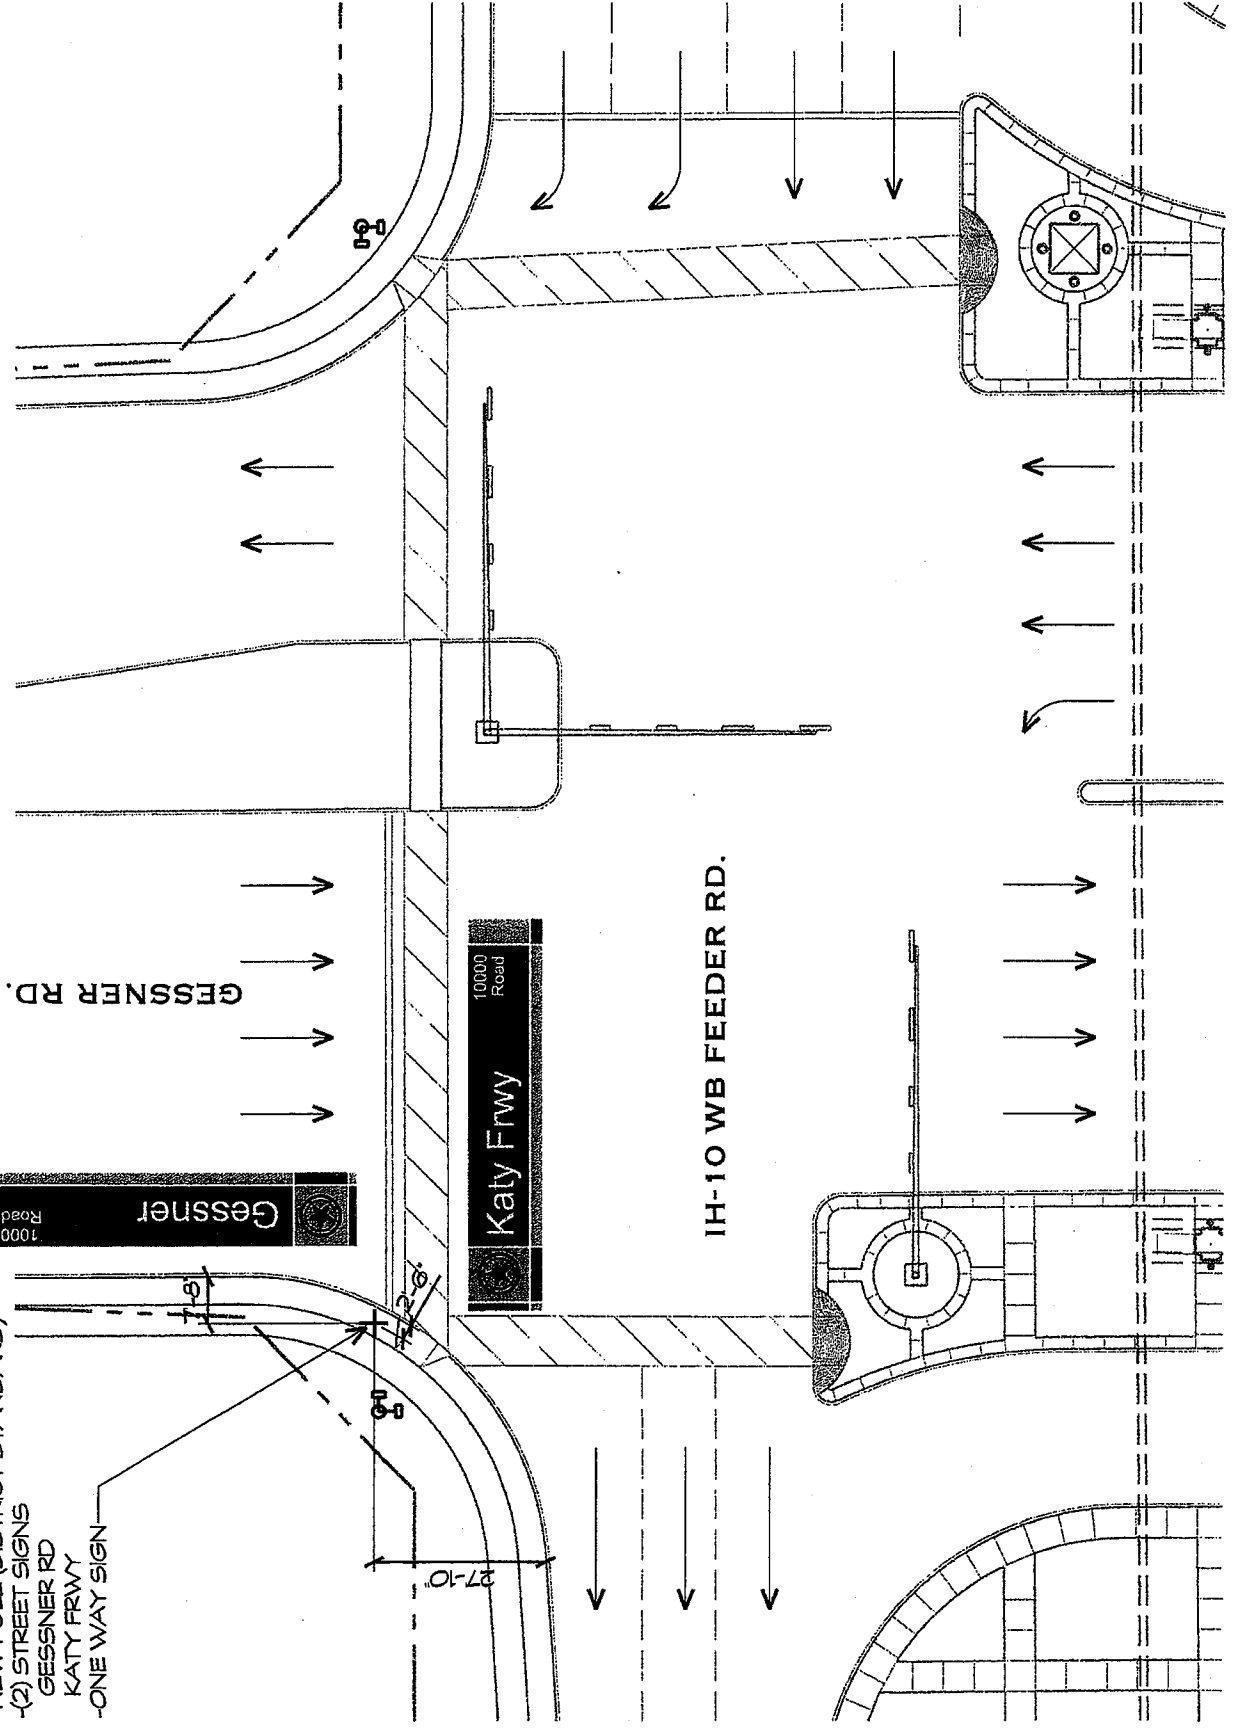 -(2) STREET SIGNS
GESSNER RD
KATY FRWY
-ONE WAY SIGN
GESSNER RD.
1000
Road
Gessner
7'-8"
2'-6"
27'-10"
Katy Frwy
10000
Road
IH-10 WB FEEDER RD.